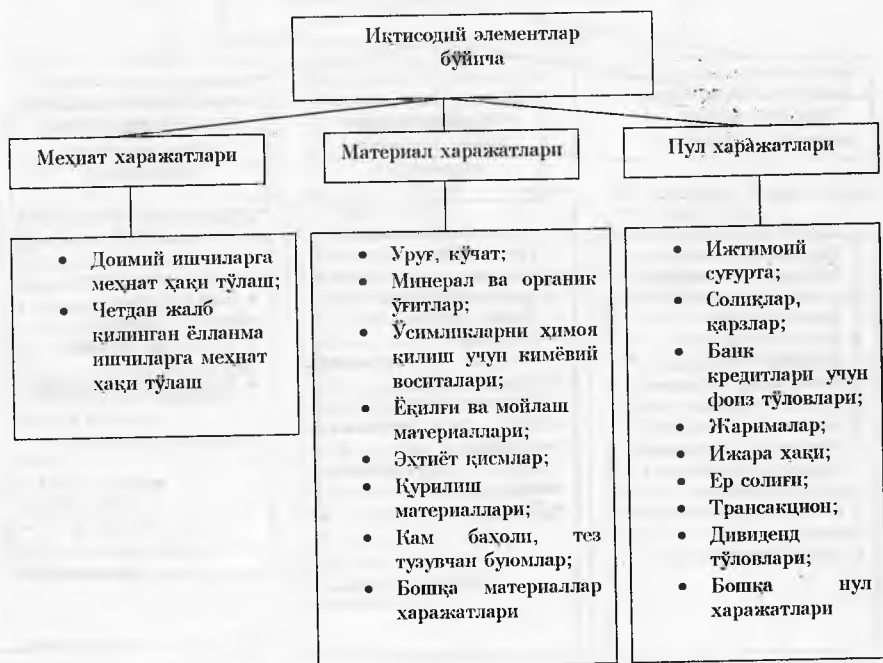 Иқтисодий элементлар
бўйича
Меҳнат харажатлари
Материал харажатлари
Пул харажатлари
• Доимий ишчиларга
меҳнат ҳақи тўлаш;
• Четдан жалб
қилинган ёлланма
ишчиларга меҳнат
ҳақи тўлаш
• Уруғ, кўчат;
• Минерал ва органик
ўғитлар;
• Ўсимликларни ҳимоя
қилиш учун кимёвий
воситалари;
• Ёқилғи ва мойлаш
материаллари;
• Эҳтиёт қисмлар;
• Қурилиш
материаллари;
• Кам баҳоли, тез
тузувчан буюмлар;
• Бошқа материаллар
харажатлари
• Ижтимоий
суғурта;
• Солиқлар,
қарзлар;
• Банк
кредитлари учун
фоиз тўловлари;
• Жарималар;
• Ижара ҳақи;
• Ер солиғи;
• Трансакцион;
• Дивиденд
тўловлари;
• Бошқа пул
харажатлари